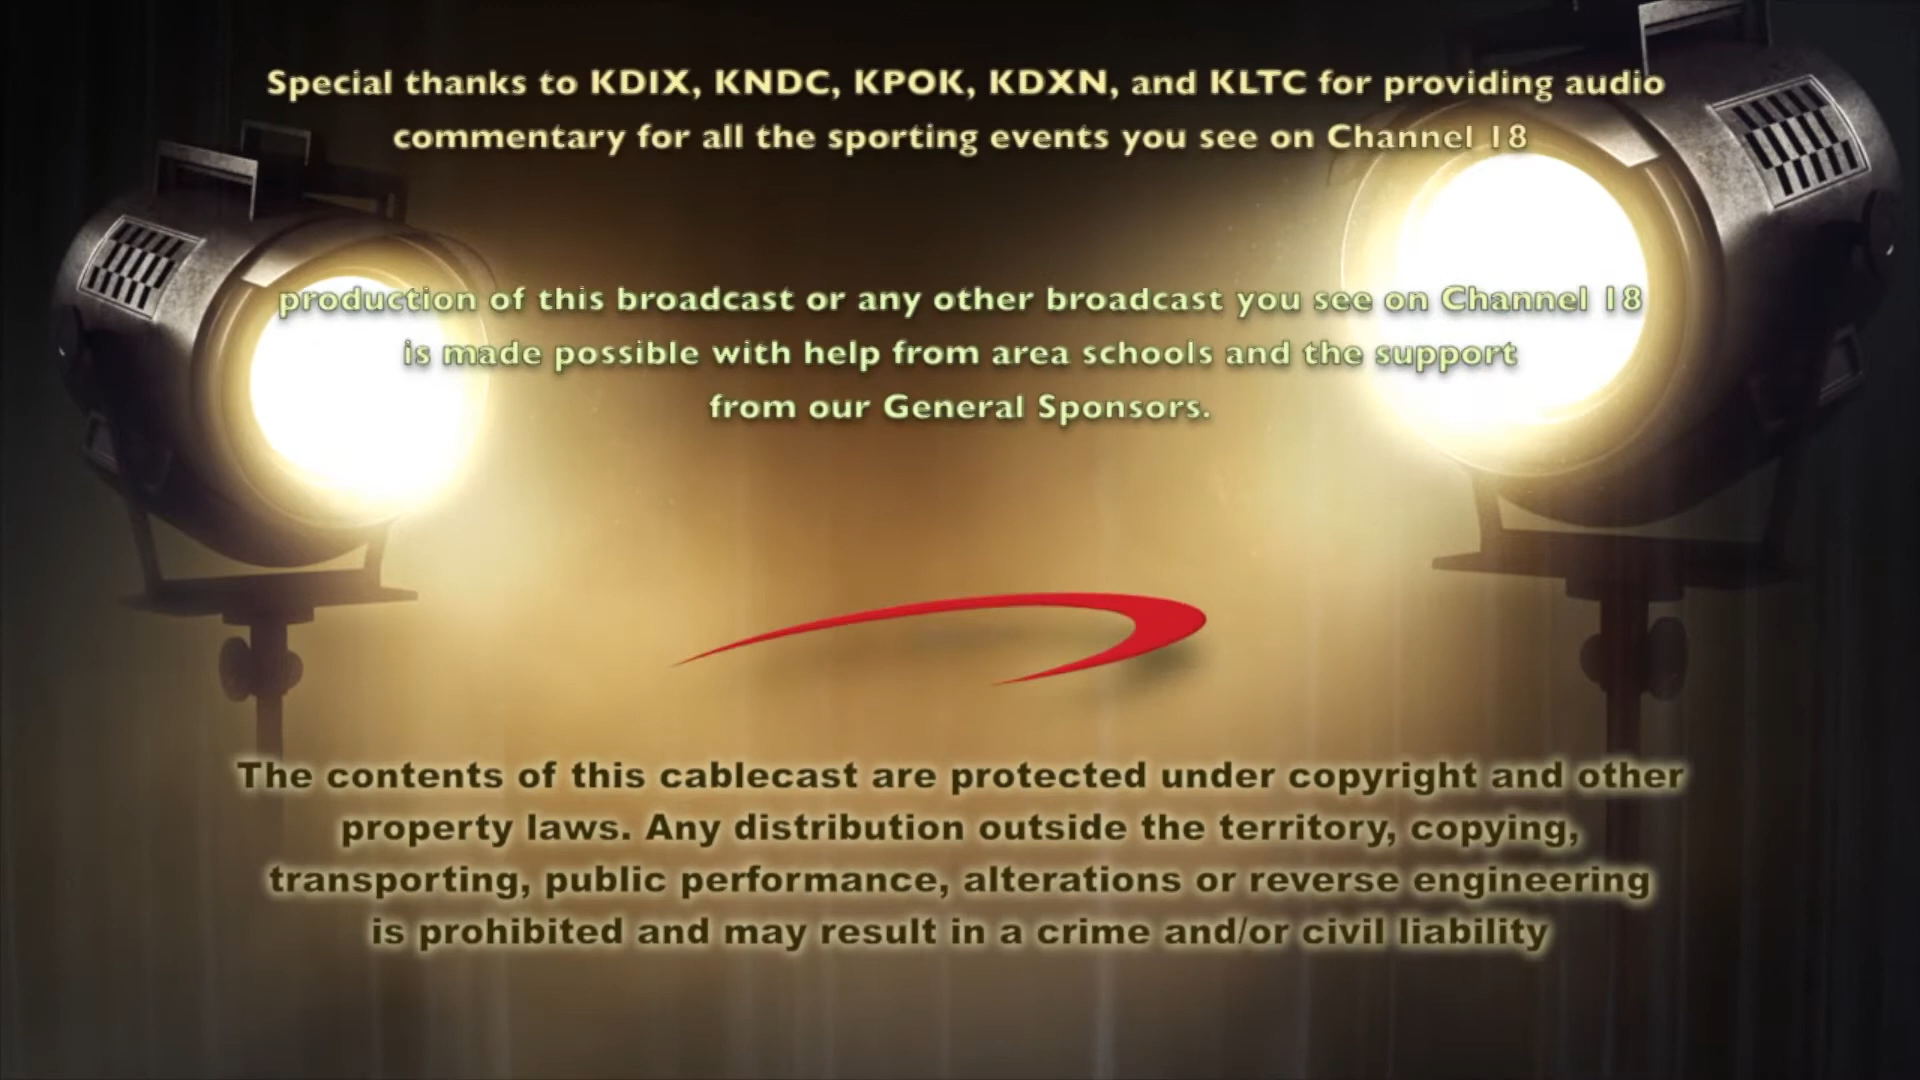 Special thanks to KDIX, KNDC, KPOK, KDXN, and KLTC for providing audio
commentary for all the sporting events you see on Channel 18
production of this broadcast or any other broadcast you see on Channel 18
is made possible with help from area schools and the support
from our General Sponsors.
The contents of this cablecast are protected under copyright and other
property laws. Any distribution outside the territory, copying,
transporting, public performance, alterations or reverse engineering
is prohibited and may result in a crime and/or civil liability